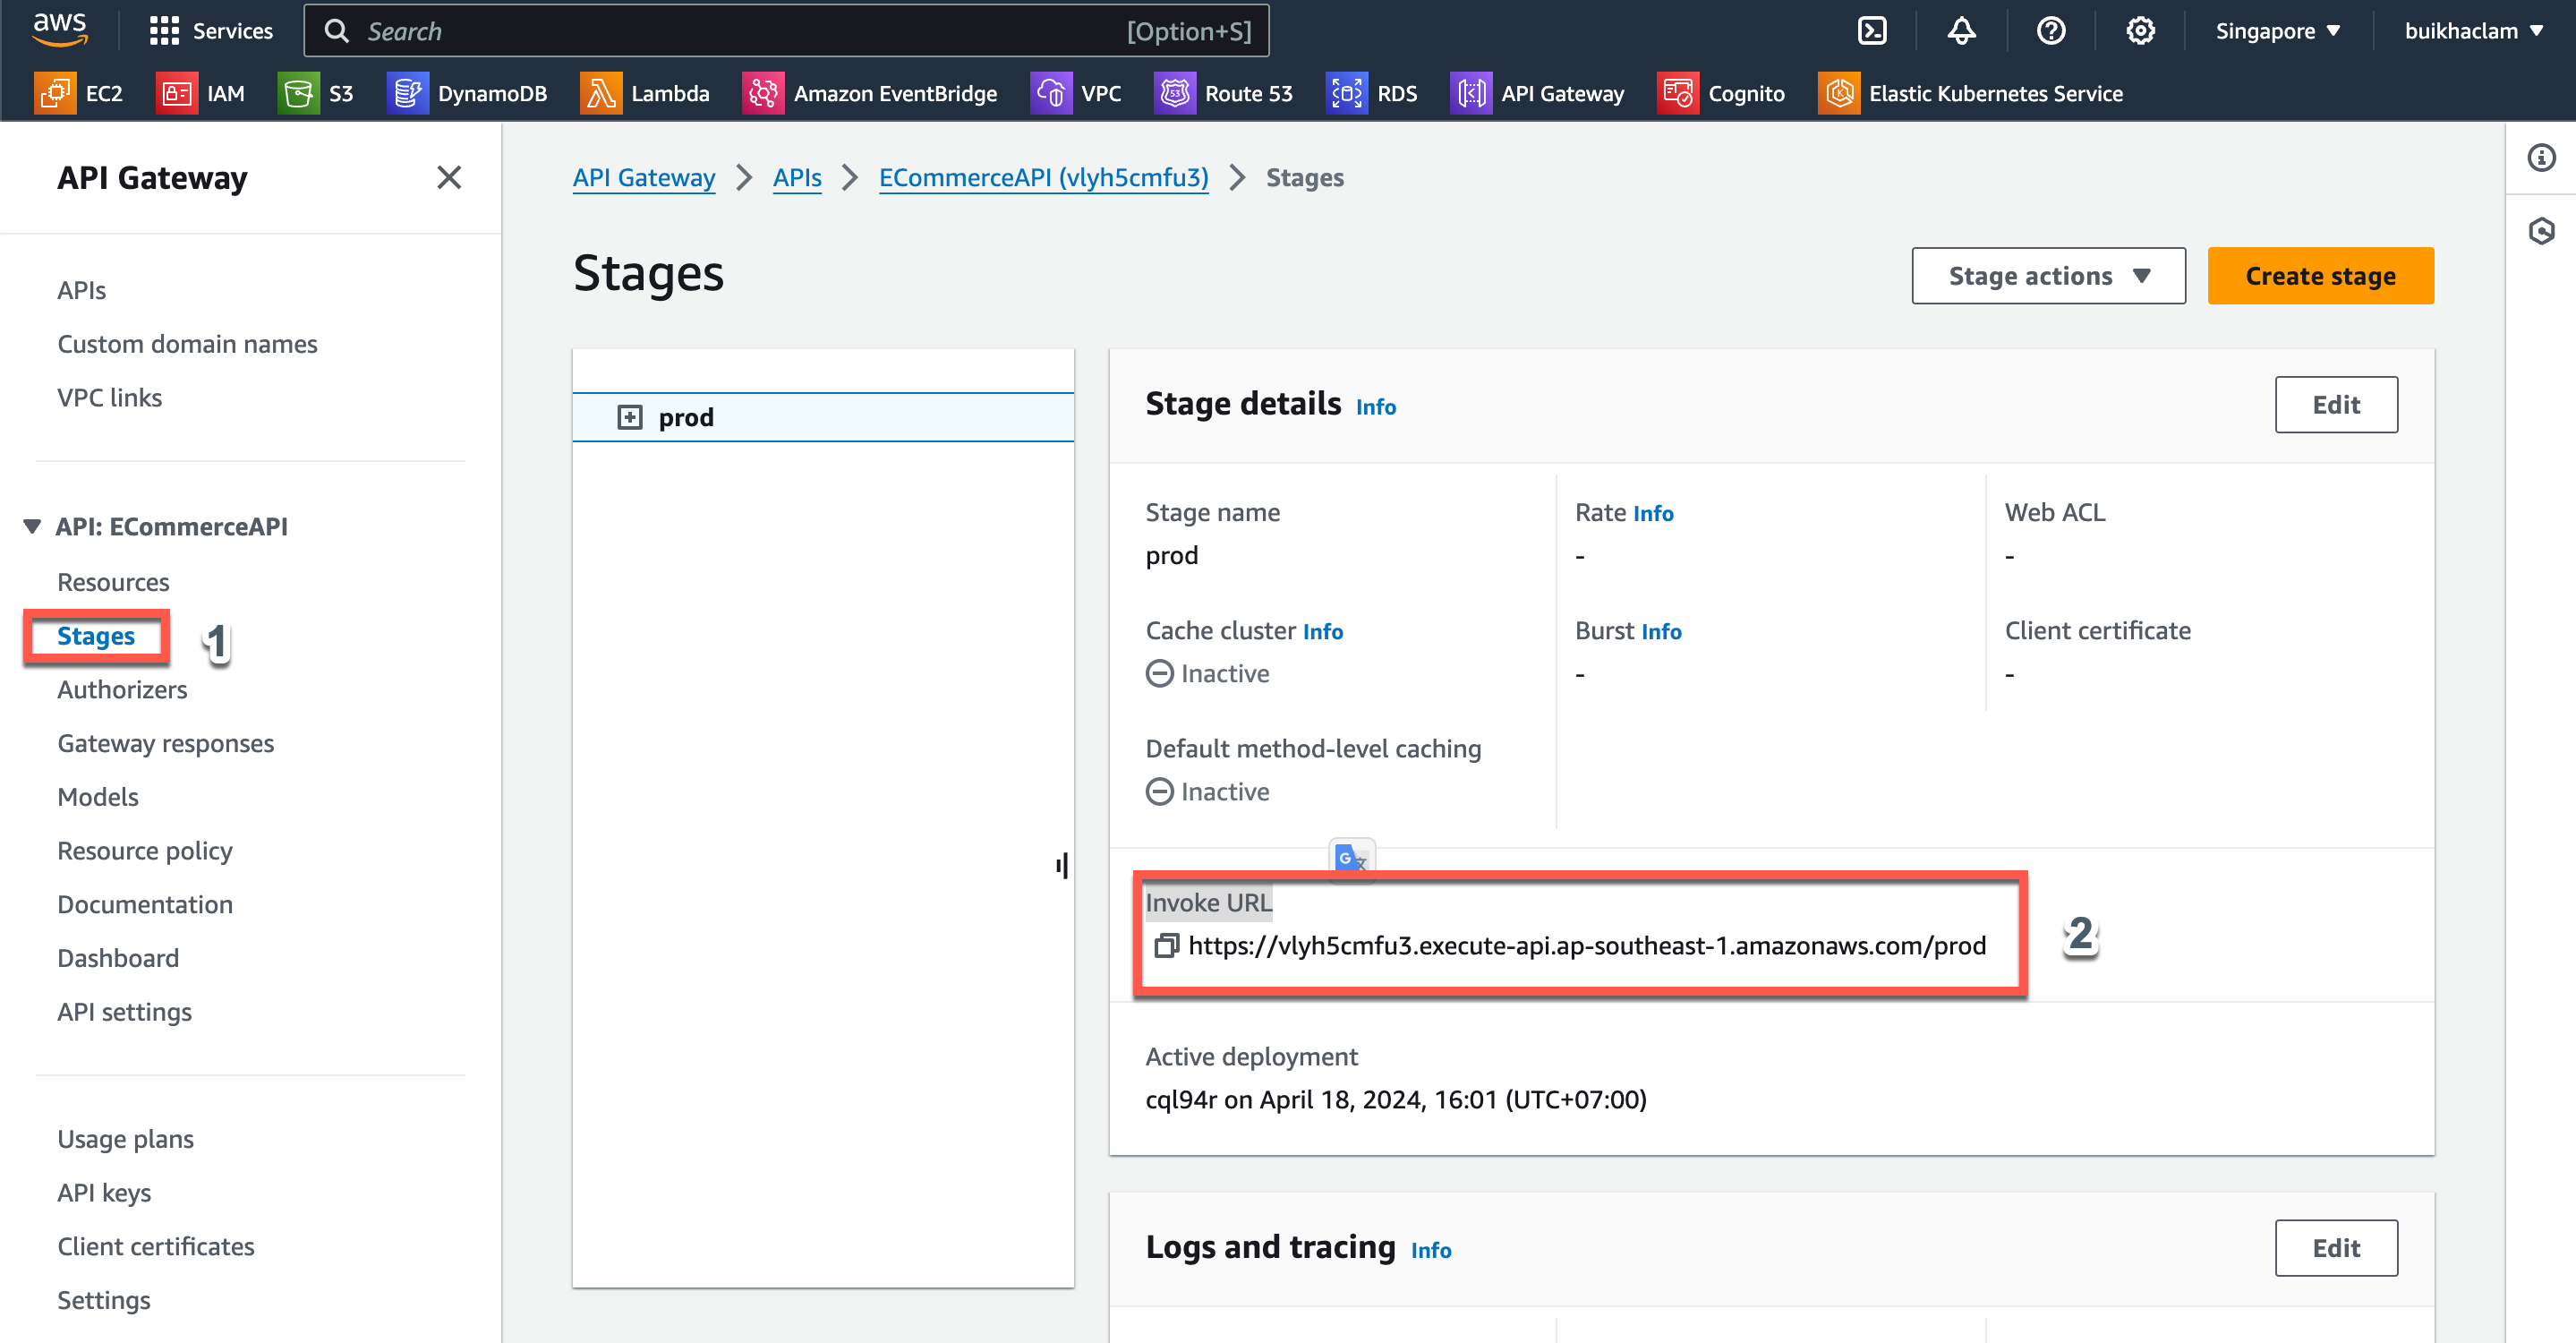 aws
Services
Search
[Option+S]
Singapore
buikhaclam
EC2
IAM
S3
DynamoDB
Lambda
Amazon EventBridge
VPC
Route 53
RDS
API Gateway
Cognito
Elastic Kubernetes Service
API Gateway
APIs
Custom domain names
VPC links
API: ECommerceAPI
Resources
Stages
1
Authorizers
Gateway responses
Models
Resource policy
Documentation
Dashboard
API settings
Usage plans
API keys
Client certificates
Settings
API Gateway > APIs > ECommerceAPI (vlyh5cmfu3) > Stages
Stages
Stage actions
Create stage
prod
Stage details Info
Edit
Stage name
prod
Rate Info
-
Web ACL
-
Cache cluster Info
Inactive
Burst Info
-
Client certificate
-
Default method-level caching
Inactive
Invoke URL
https://vlyh5cmfu3.execute-api.ap-southeast-1.amazonaws.com/prod
2
Active deployment
cql94r on April 18, 2024, 16:01 (UTC+07:00)
Logs and tracing Info
Edit